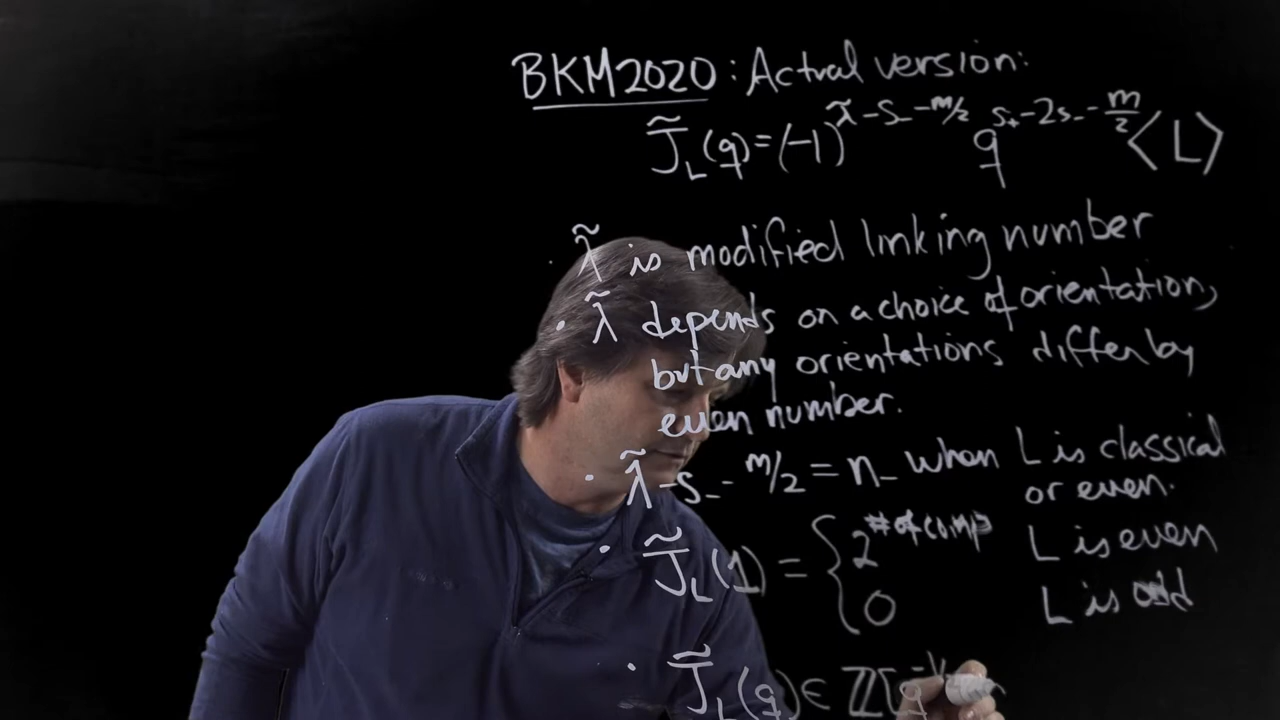 BKM2020: Actual version:
J̃_L(q) = (-1)^{λ̃ - s_- - m/2} q^{s_+ - 2s_- - m/2} <L>
· λ̃ is modified linking number
· λ̃ depends on a choice of orientation,
but any orientations differ by
even number.
· λ̃ - s_- - m/2 = n_- when L is classical
or even.
· J̃_L(1) = { 2^{# of comp} L is even
0 L is odd
· J̃_L(q) ∈ ℤ[q